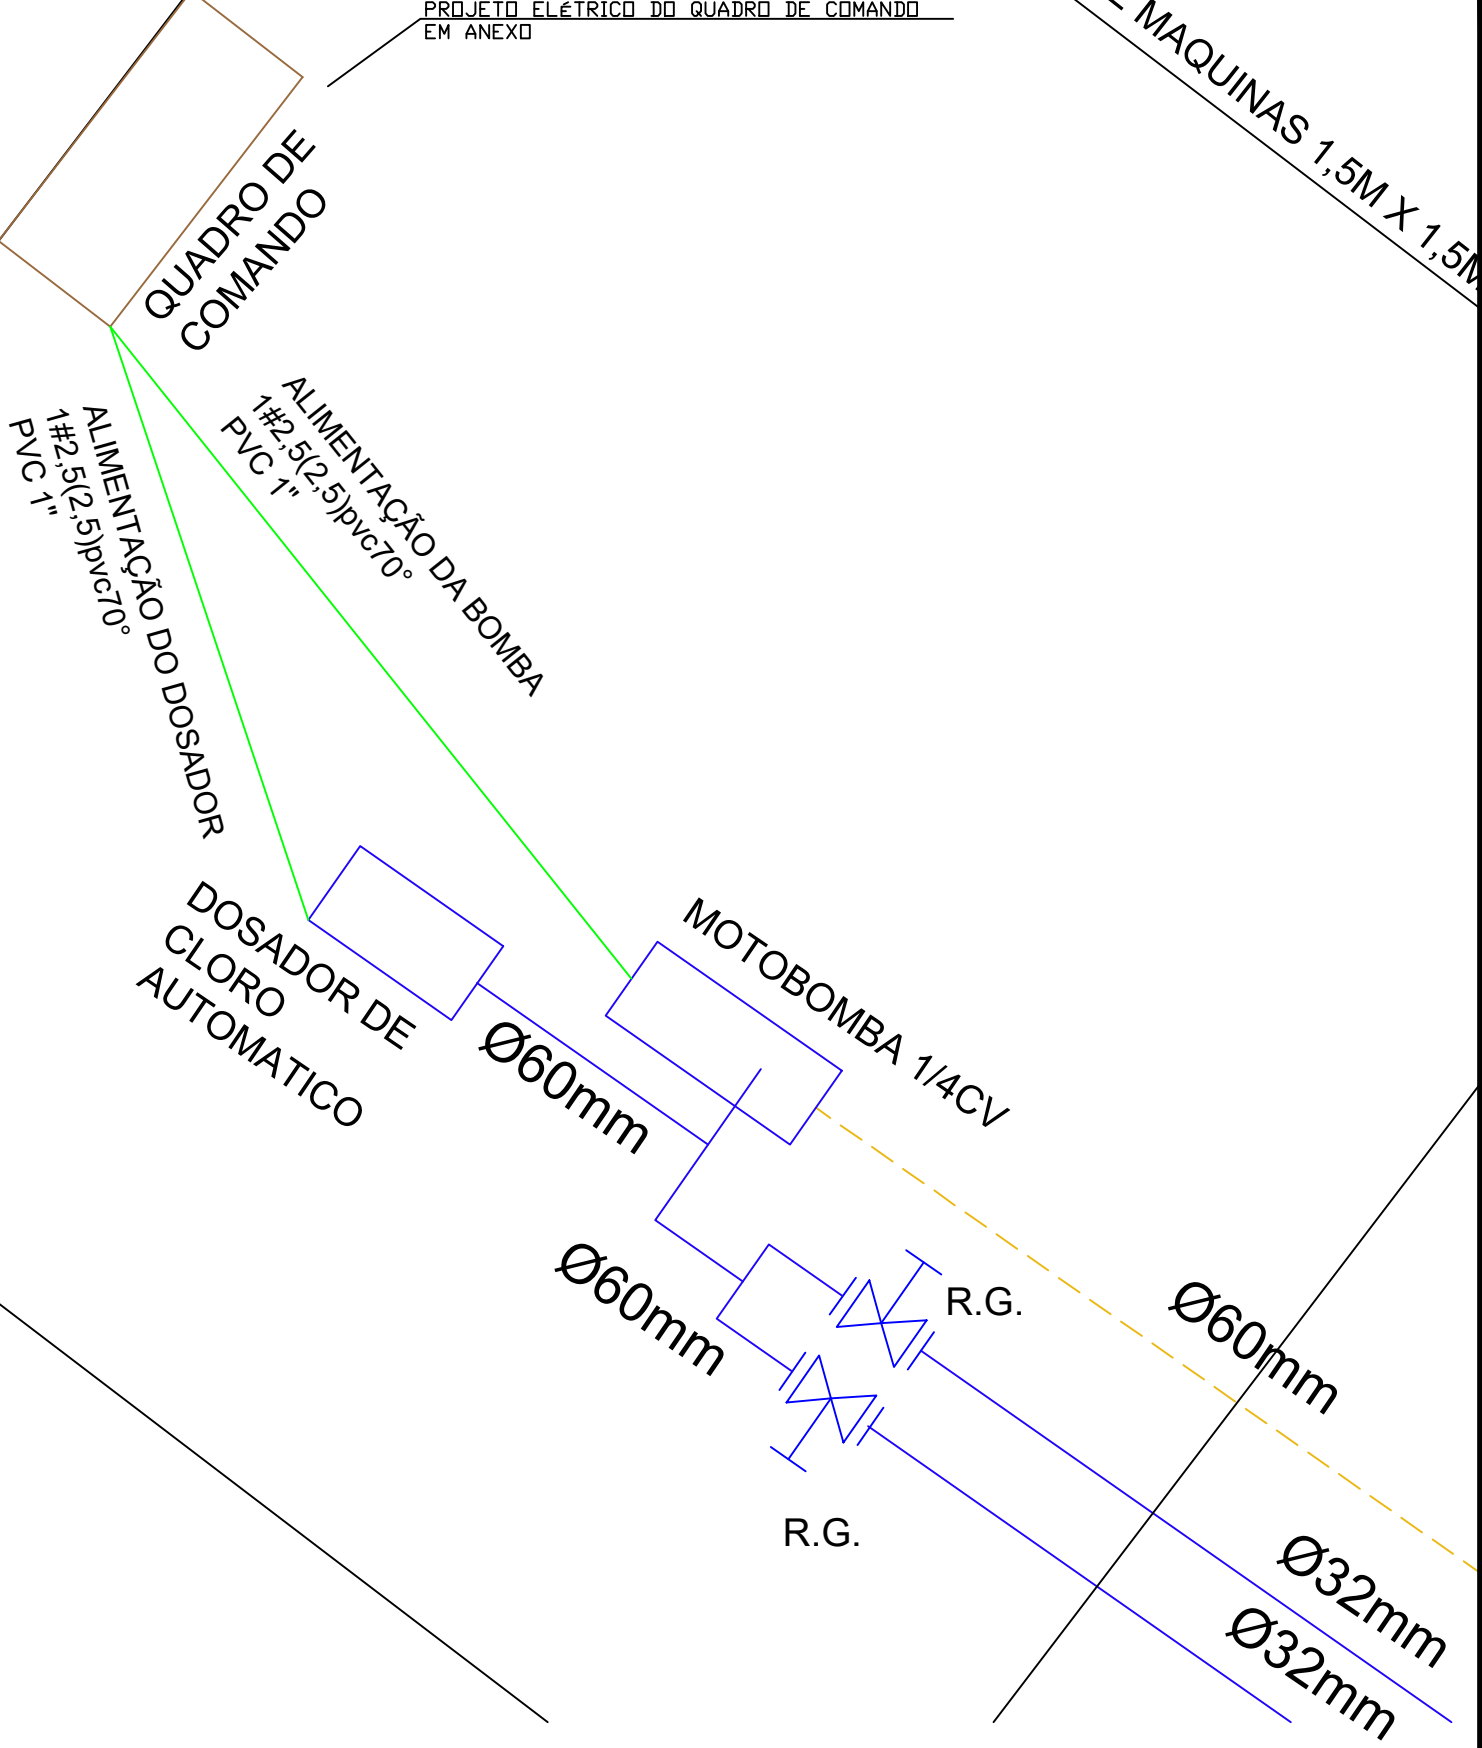 PROJETO ELéTRICO DO QUADRO DE COMANDO
EM ANEXO
MAQUINAS 1,5M X 1,5M
QUADRO DE
COMANDO
ALIMENTAÇÃO DA BOMBA
1#2,5(2,5)pvc70°
PVC 1"
ALIMENTAÇÃO DO DOSADOR
1#2,5(2,5)pvc70°
PVC 1"
DOSADOR DE
CLORO
AUTOMATICO
MOTOBOMBA 1/4CV
Ø60mm
Ø60mm
R.G.
Ø60mm
R.G.
Ø32mm
Ø32mm